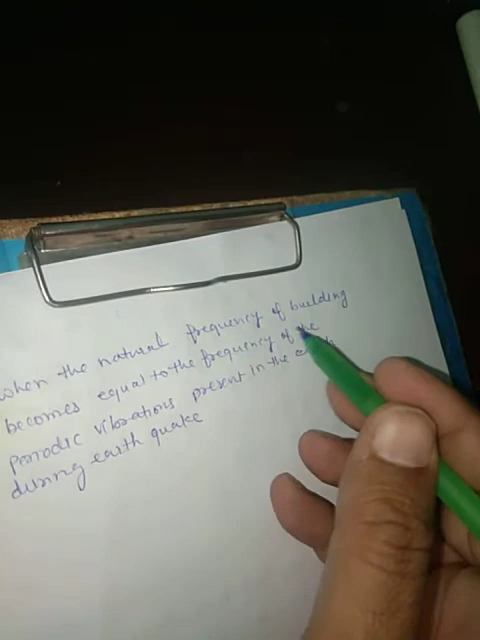 when the natural frequency of building
becomes equal to the frequency of the
periodic vibrations present in the earth
during earth quake